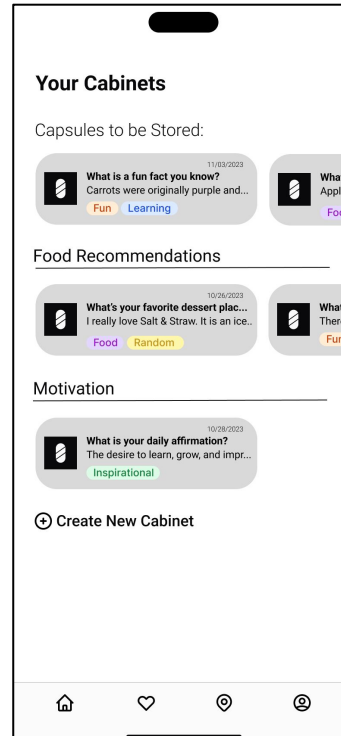 Your Cabinets
Capsules to be Stored:
11/03/2023
What is a fun fact you know?
Carrots were originally purple and...
Fun Learning
Food Recommendations
10/26/2023
What's your favorite dessert plac...
I really love Salt & Straw. It is an ice..
Food Random
Motivation
10/28/2023
What is your daily affirmation?
The desire to learn, grow, and impr...
Inspirational
Create New Cabinet